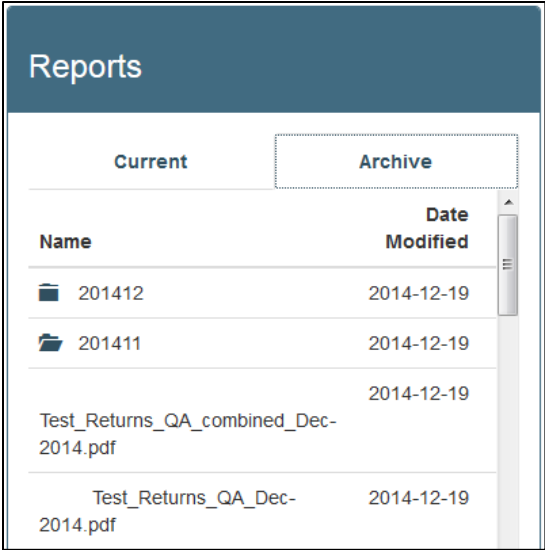 Reports
Current Archive
Name Date Modified
201412 2014-12-19
201411 2014-12-19
2014-12-19
Test_Returns_QA_combined_Dec-
2014.pdf
Test_Returns_QA_Dec- 2014-12-19
2014.pdf